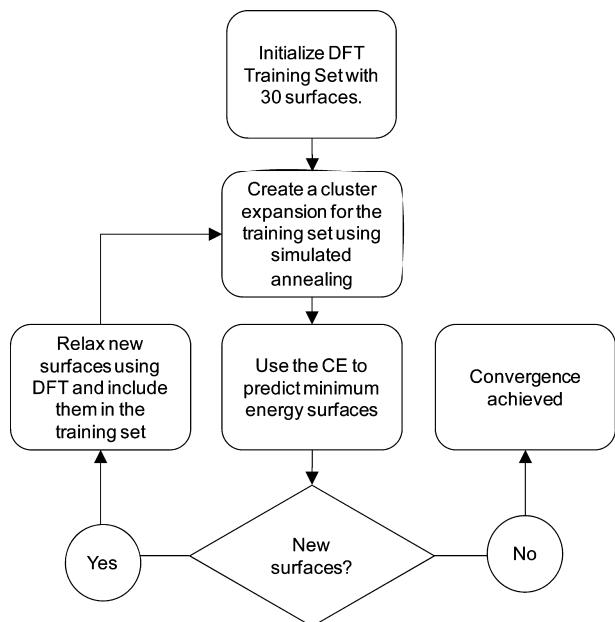 Initialize DFT
Training Set with
30 surfaces.
Create a cluster
expansion for the
training set using
simulated
annealing
Relax new
surfaces using
DFT and include
them in the
training set
Use the CE to
predict minimum
energy surfaces
Convergence
achieved
Yes
New
surfaces?
No